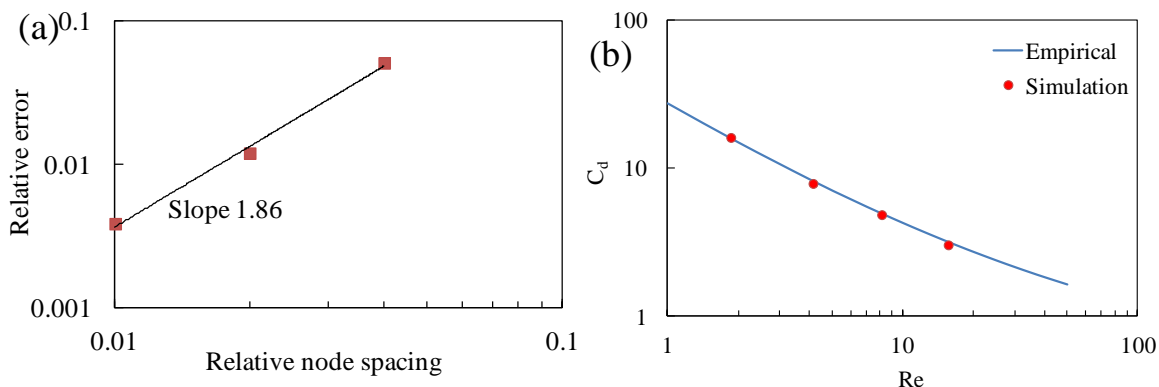 (a)
0.1
0.01
0.001
0.01
0.1
Relative error
Relative node spacing
Slope 1.86
(b)
100
10
1
1
10
100
C_d
Re
Empirical
Simulation